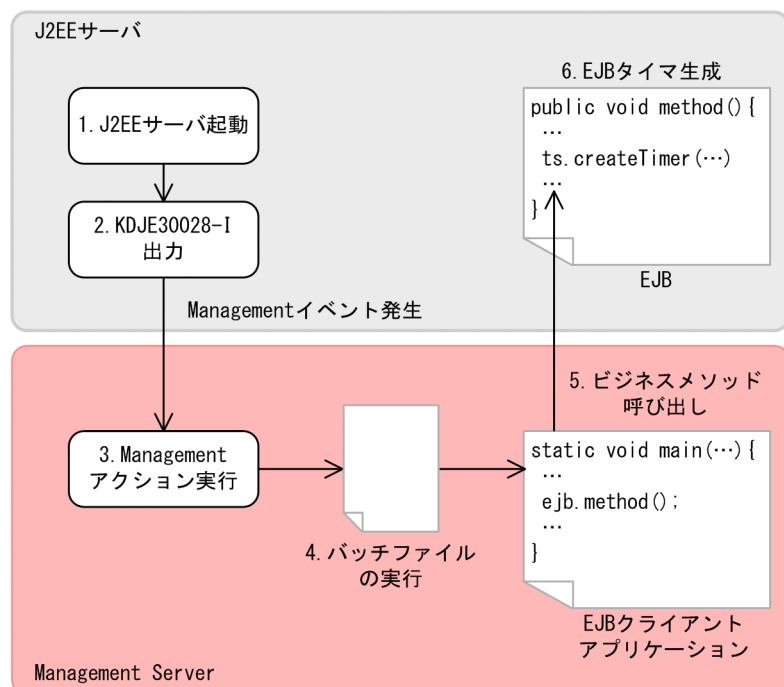 J2EEサーバ
1.J2EEサーバ起動
2.KDJE30028-I
出力
Managementイベント発生
6.EJBタイマ生成
public void method(){
…
ts.createTimer(…)
…
}
EJB
3.Management
アクション実行
4.バッチファイル
の実行
5.ビジネスメソッド
呼び出し
static void main(…){
…
ejb.method();
…
}
EJBクライアント
アプリケーション
Management Server